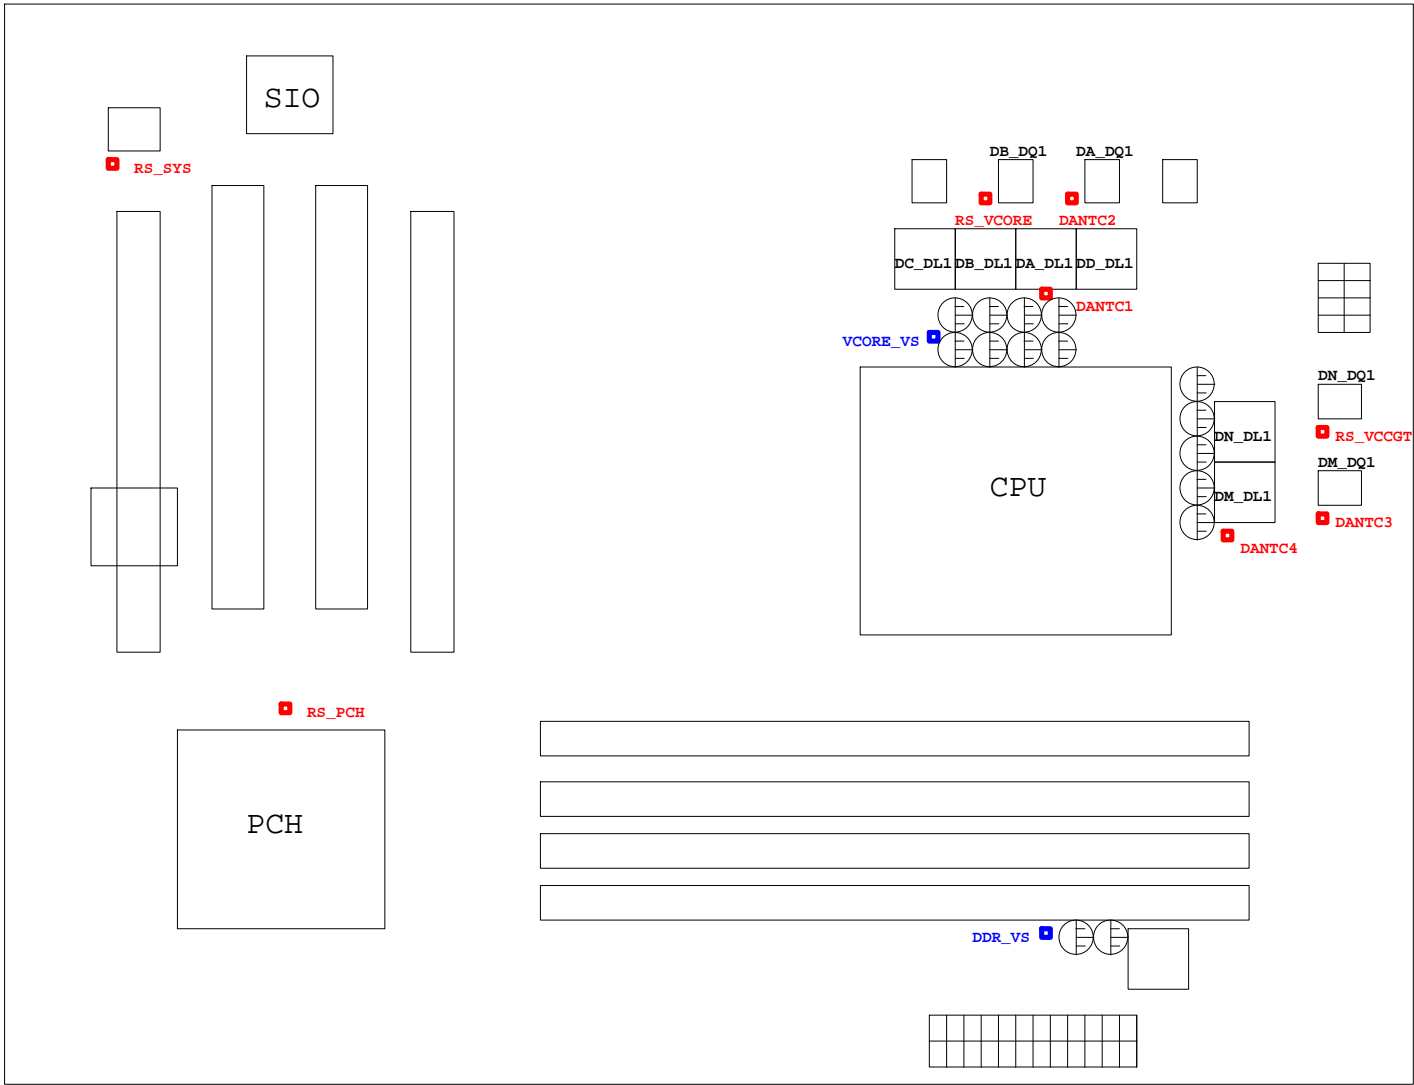 SIO
RS_SYS
DB_DQ1
DA_DQ1
RS_VCORE
DANTC2
DC_DL1
DB_DL1
DA_DL1
DD_DL1
DANTC1
VCORE_VS
DN_DQ1
RS_VCCGT
DN_DL1
DM_DQ1
CPU
DM_DL1
DANTC3
DANTC4
RS_PCH
PCH
DDR_VS